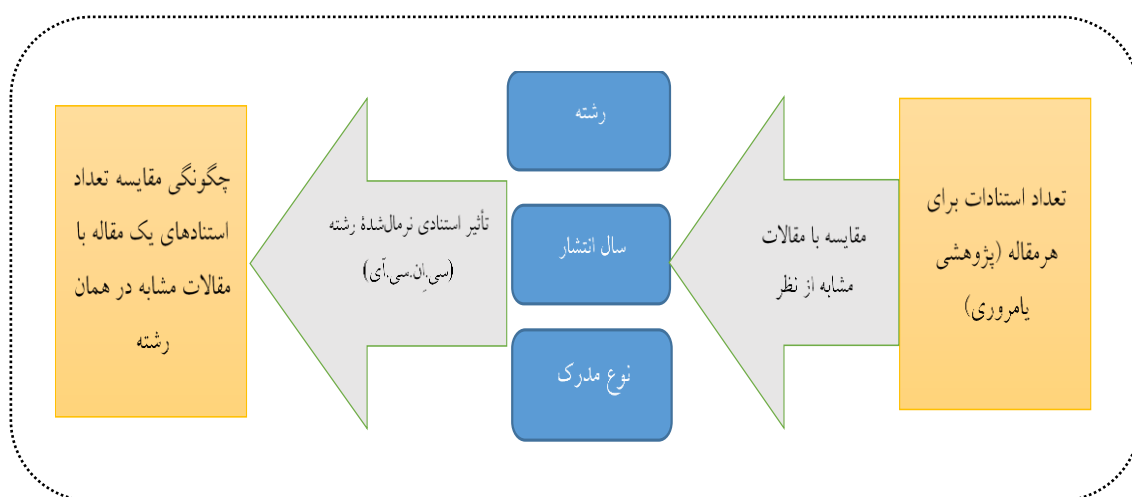 تعداد استنادات برای
هرمقاله (پژوهشی
یامروری)
مقایسه با مقالات
مشابه از نظر
رشته
سال انتشار
نوع مدرک
تأثیر استنادی نرمال‌شدۀ رشته
(سی.اِن.سی.آی)
چگونگی مقایسه تعداد
استنادهای یک مقاله با
مقالات مشابه در همان
رشته